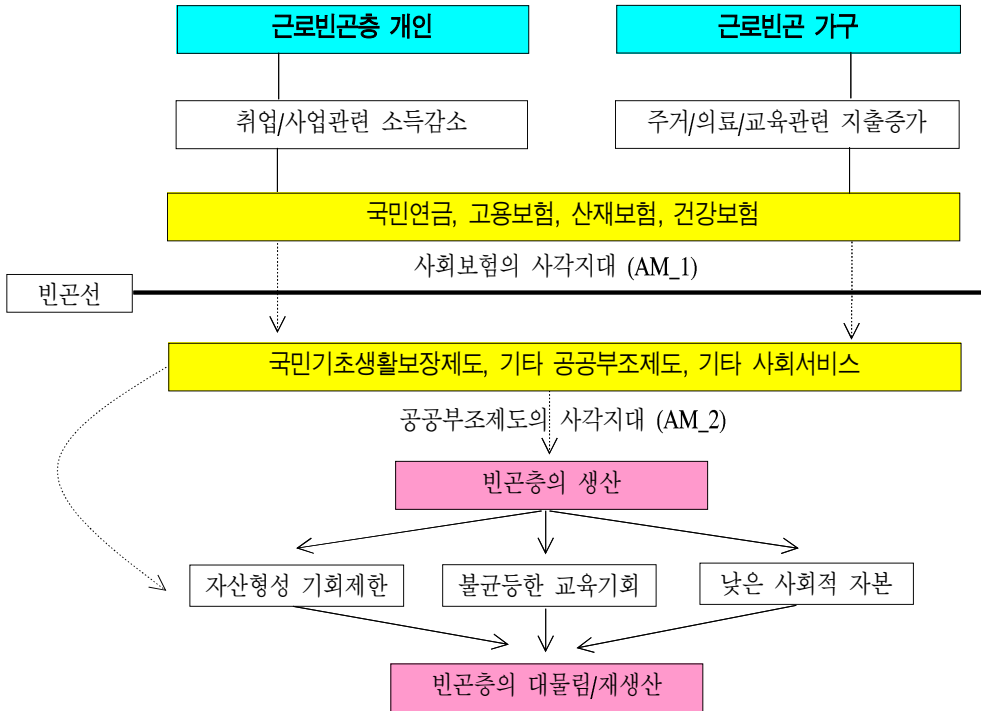 근로빈곤층 개인
근로빈곤 가구
취업/사업관련 소득감소
주거/의료/교육관련 지출증가
국민연금, 고용보험, 산재보험, 건강보험
사회보험의 사각지대 (AM_1)
빈곤선
국민기초생활보장제도, 기타 공공부조제도, 기타 사회서비스
공공부조제도의 사각지대 (AM_2)
빈곤층의 생산
자산형성 기회제한
불균등한 교육기회
낮은 사회적 자본
빈곤층의 대물림/재생산